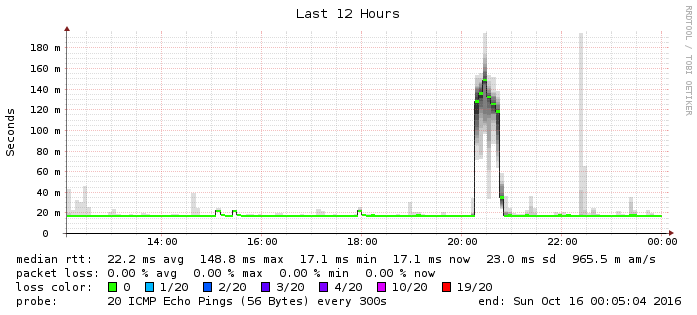 Last 12 Hours
RRDTOOL / TOBI OETIKER
Seconds
180 m
160 m
140 m
120 m
100 m
80 m
60 m
40 m
20 m
0
14:00 16:00 18:00 20:00 22:00 00:00
median rtt: 22.2 ms avg 148.8 ms max 17.1 ms min 17.1 ms now 23.0 ms sd 965.5 m am/s
packet loss: 0.00 % avg 0.00 % max 0.00 % min 0.00 % now
loss color: 0 1/20 2/20 3/20 4/20 10/20 19/20
probe: 20 ICMP Echo Pings (56 Bytes) every 300s end: Sun Oct 16 00:05:04 2016